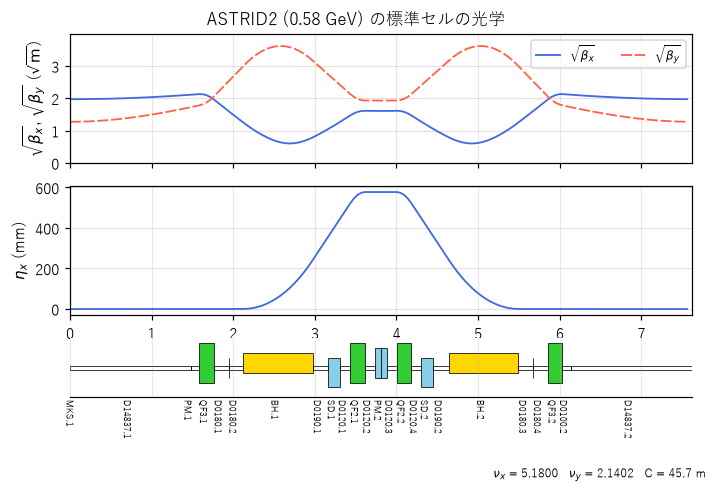 ASTRID2 (0.58 GeV) の標準セルの光学
√βx, √βy (√m)
√βx √βy
3
2
1
0
ηx (mm)
600
400
200
0
0 1 2 3 4 5 6 7
MKS.1 D14837.1 PM.1 QF3.1 D0180.1 D0180.2 BH.1 D0190.1 SD.1 D0120.1 QF2.1 D0120.2 PM.2 D0120.3 QF2.2 D0120.4 SD.2 D0190.2 BH.2 D0180.3 D0180.4 QF3.2 D0100.2 D14837.2
νx = 5.1800 νy = 2.1402 C = 45.7 m